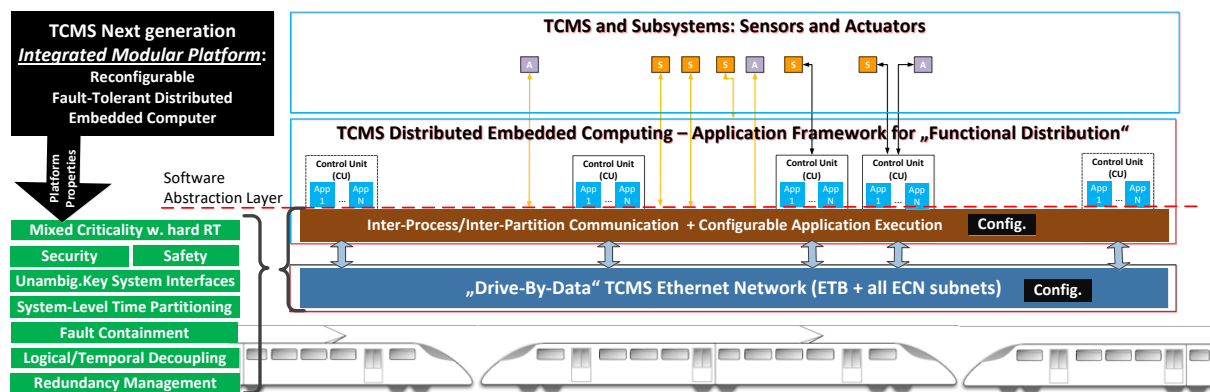 TCMS Next generation
Integrated Modular Platform:
Reconfigurable
Fault-Tolerant Distributed
Embedded Computer
Platform
Properties
Mixed Criticality w. hard RT
Security
Safety
Unambig.Key System Interfaces
System-Level Time Partitioning
Fault Containment
Logical/Temporal Decoupling
Redundancy Management
Software
Abstraction Layer
TCMS and Subsystems: Sensors and Actuators
A
S
S
S
A
S
S
A
TCMS Distributed Embedded Computing – Application Framework for „Functional Distribution“
Control Unit
(CU)
App
1
...
App
N
Control Unit
(CU)
App
1
...
App
N
Control Unit
(CU)
App
1
...
App
N
Control Unit
(CU)
App
1
...
App
N
Control Unit
(CU)
App
1
...
App
N
Inter-Process/Inter-Partition Communication + Configurable Application Execution
Config.
„Drive-By-Data“ TCMS Ethernet Network (ETB + all ECN subnets)
Config.